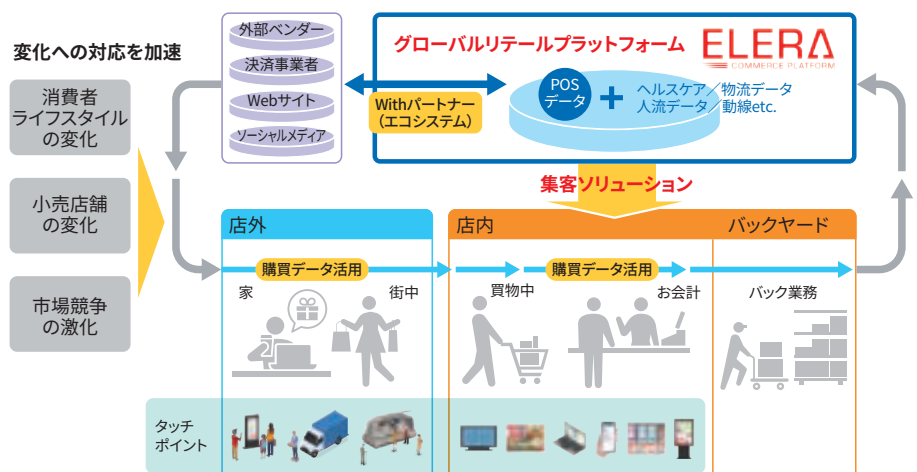 変化への対応を加速
消費者
ライフスタイル
の変化
小売店舗
の変化
市場競争
の激化
外部ベンダー
決済事業者
Webサイト
ソーシャルメディア
Withパートナー
（エコシステム）
グローバルリテールプラットフォーム
ELERA
COMMERCE PLATFORM
POS
データ
+
ヘルスケア／物流データ
人流データ／動線etc.
集客ソリューション
店外
店内
バックヤード
購買データ活用
購買データ活用
家
街中
買物中
お会計
バック業務
タッチ
ポイント